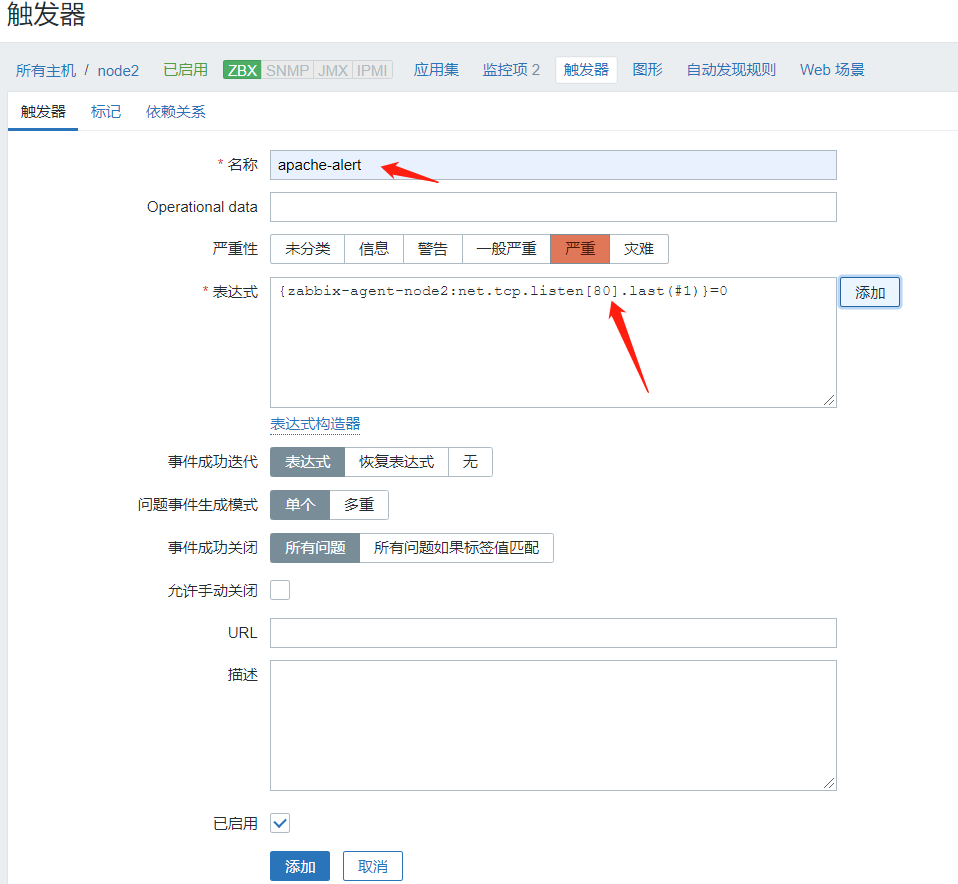 触发器
所有主机 / node2 已启用 ZBX SNMP JMX IPMI 应用集 监控项 2 触发器 图形 自动发现规则 Web 场景
触发器 标记 依赖关系
* 名称 apache-alert
Operational data
严重性 未分类 信息 警告 一般严重 严重 灾难
* 表达式 {zabbix-agent-node2:net.tcp.listen[80].last(#1)}=0 添加
表达式构造器
事件成功迭代 表达式 恢复表达式 无
问题事件生成模式 单个 多重
事件成功关闭 所有问题 所有问题如果标签值匹配
允许手动关闭
URL
描述
已启用
添加 取消